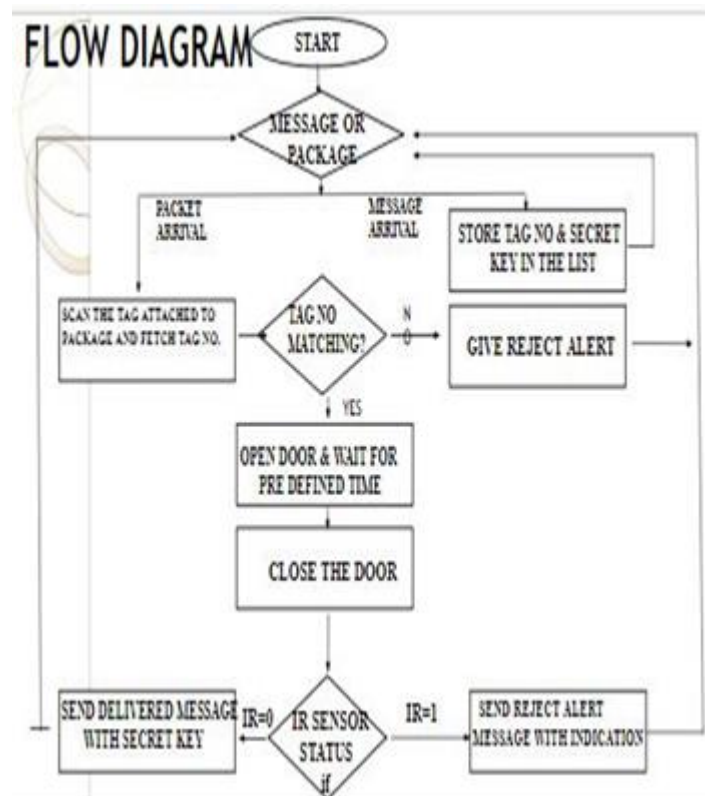 FLOW DIAGRAM
START
MESSAGE OR
PACKAGE
PACKET
ARRIVAL
MESSAGE
ARRIVAL
STORE TAG NO & SECRET
KEY IN THE LIST
SCAN THE TAG ATTACHED TO
PACKAGE AND FETCH TAG NO.
TAG NO
MATCHING?
N
O
GIVE REJECT ALERT
YES
OPEN DOOR & WAIT FOR
PRE DEFINED TIME
CLOSE THE DOOR
SEND DELIVERED MESSAGE
WITH SECRET KEY
IR=0
IR SENSOR
STATUS
if
IR=1
SEND REJECT ALERT
MESSAGE WITH INDICATION